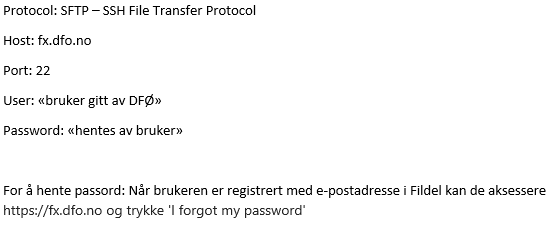 Protocol: SFTP – SSH File Transfer Protocol
Host: fx.dfo.no
Port: 22
User: «bruker gitt av DFØ»
Password: «hentes av bruker»
For å hente passord: Når brukeren er registrert med e-postadresse i Fildel kan de aksessere
https://fx.dfo.no og trykke 'I forgot my password'